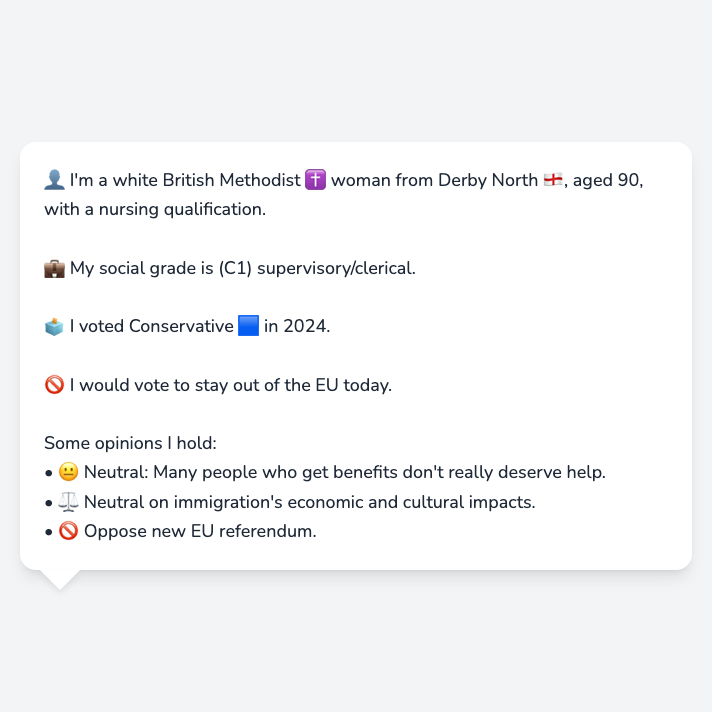 👤 I'm a white British Methodist ✝️ woman from Derby North 🏴󠁧󠁢󠁥󠁮󠁧󠁿, aged 90,
with a nursing qualification.
💼 My social grade is (C1) supervisory/clerical.
🗳️ I voted Conservative 🟦 in 2024.
🚫 I would vote to stay out of the EU today.
Some opinions I hold:
• 😐 Neutral: Many people who get benefits don't really deserve help.
• ⚖️ Neutral on immigration's economic and cultural impacts.
• 🚫 Oppose new EU referendum.